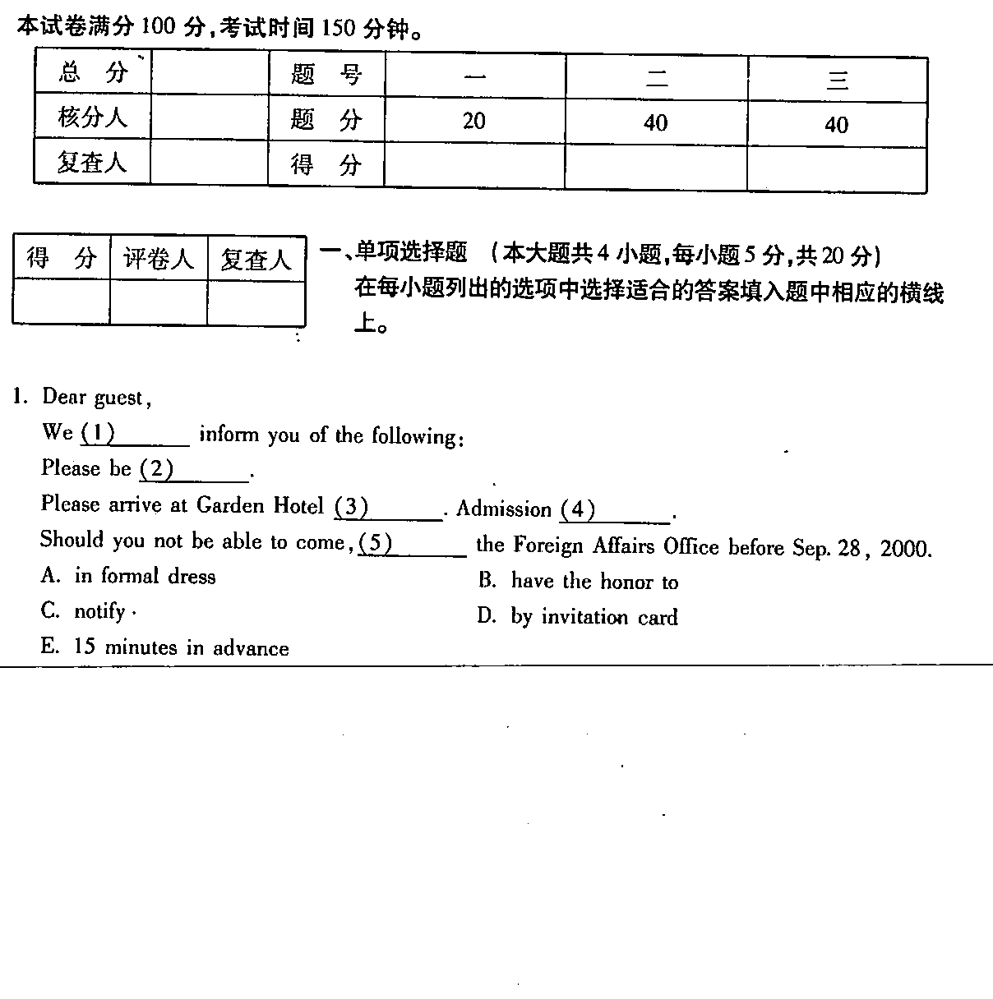 本试卷满分 100 分,考试时间 150 分钟。
总 分 题 号 一 二 三
核分人 题 分 20 40 40
复查人 得 分
得 分 评卷人 复查人
一、单项选择题 (本大题共 4 小题,每小题 5 分,共 20 分)
在每小题列出的选项中选择适合的答案填入题中相应的横线
上。
1. Dear guest,
We (1)______ inform you of the following:
Please be (2)______.
Please arrive at Garden Hotel (3)______. Admission (4)______.
Should you not be able to come,(5)______ the Foreign Affairs Office before Sep. 28, 2000.
A. in formal dress B. have the honor to
C. notify D. by invitation card
E. 15 minutes in advance